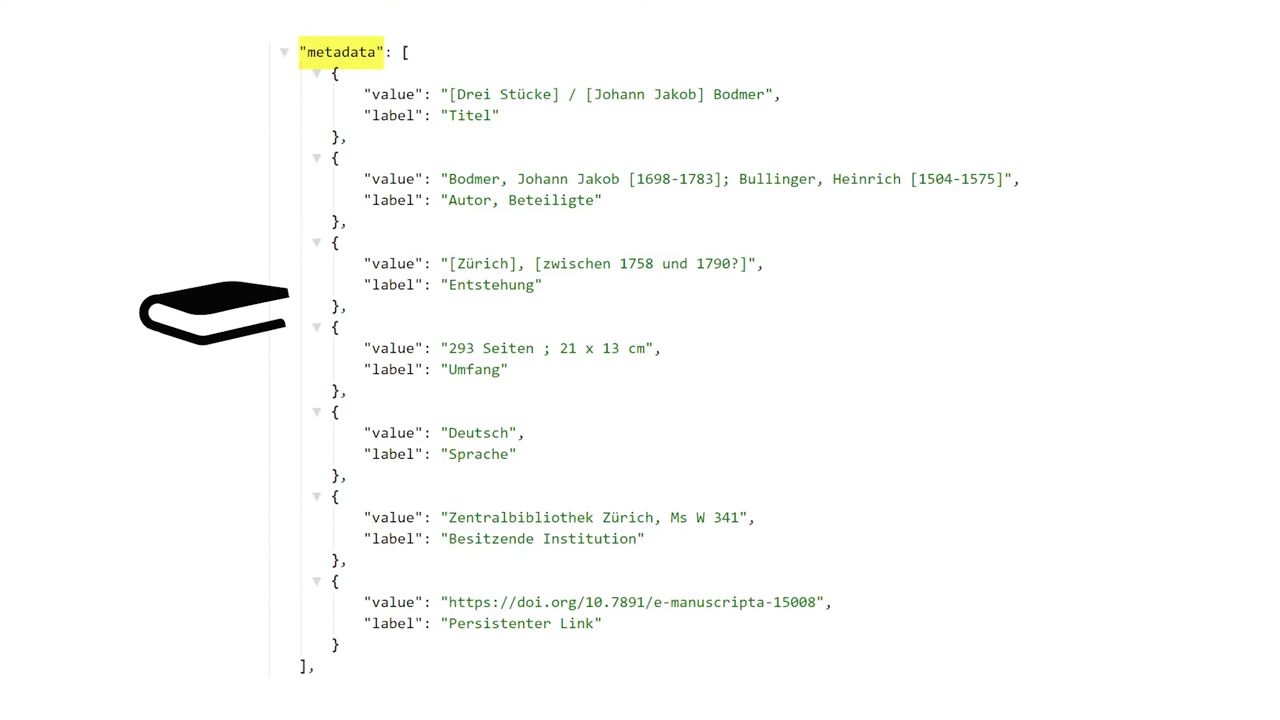 "metadata": [
{
"value": "[Drei Stücke] / [Johann Jakob] Bodmer",
"label": "Titel"
},
{
"value": "Bodmer, Johann Jakob [1698-1783]; Bullinger, Heinrich [1504-1575]",
"label": "Autor, Beteiligte"
},
{
"value": "[Zürich], [zwischen 1758 und 1790?]",
"label": "Entstehung"
},
{
"value": "293 Seiten ; 21 x 13 cm",
"label": "Umfang"
},
{
"value": "Deutsch",
"label": "Sprache"
},
{
"value": "Zentralbibliothek Zürich, Ms W 341",
"label": "Besitzende Institution"
},
{
"value": "https://doi.org/10.7891/e-manuscripta-15008",
"label": "Persistenter Link"
}
],